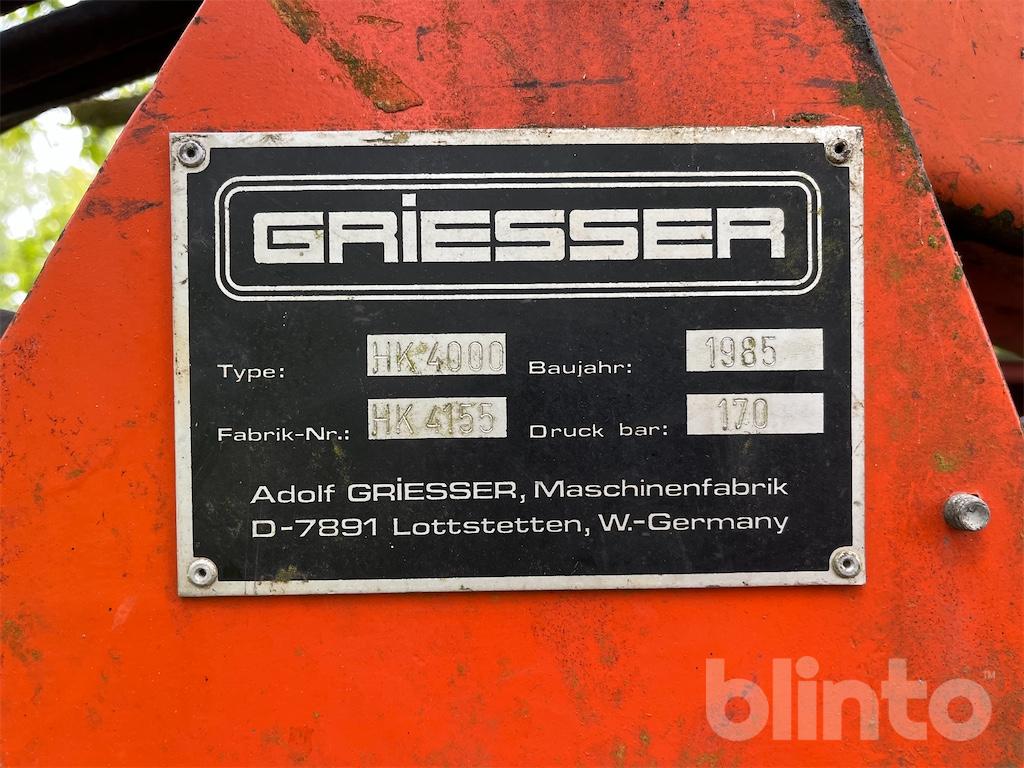 GRiESSER
Type: HK 4000 Baujahr: 1985
Fabrik-Nr.: HK 4155 Druck bar: 170
Adolf GRiESSER, Maschinenfabrik
D-7891 Lottstetten, W.-Germany
blinto™